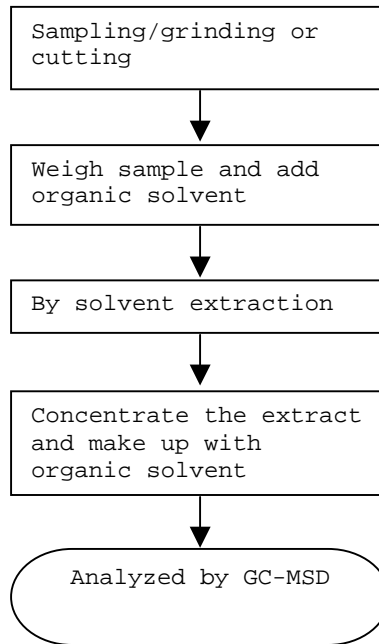 Sampling/grinding or
cutting
Weigh sample and add
organic solvent
By solvent extraction
Concentrate the extract
and make up with
organic solvent
Analyzed by GC-MSD